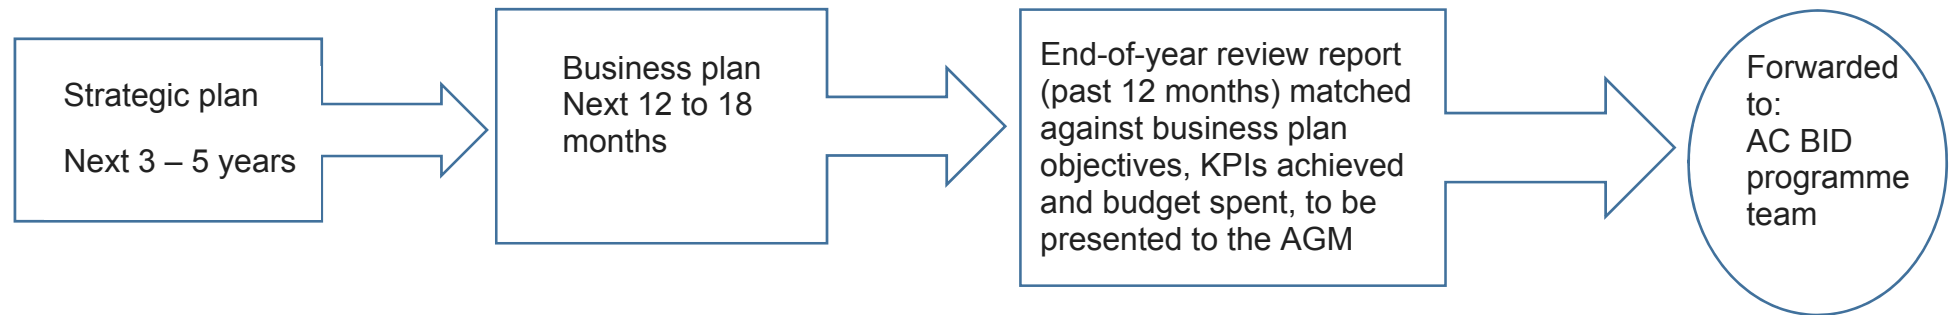 Strategic plan
Next 3 – 5 years
Business plan
Next 12 to 18
months
End-of-year review report
(past 12 months) matched
against business plan
objectives, KPIs achieved
and budget spent, to be
presented to the AGM
Forwarded
to:
AC BID
programme
team